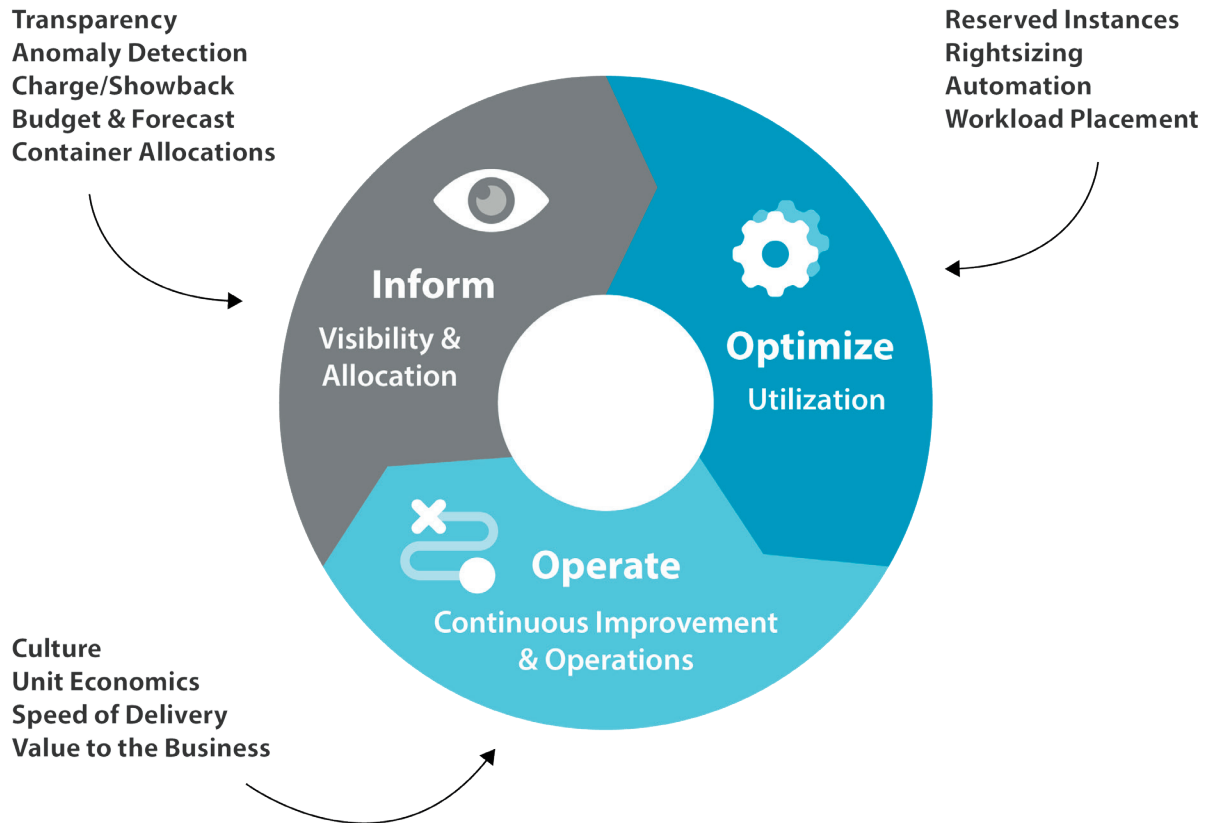 Transparency
Anomaly Detection
Charge/Showback
Budget & Forecast
Container Allocations
Reserved Instances
Rightsizing
Automation
Workload Placement
Inform
Visibility &
Allocation
Optimize
Utilization
Operate
Continuous Improvement
& Operations
Culture
Unit Economics
Speed of Delivery
Value to the Business